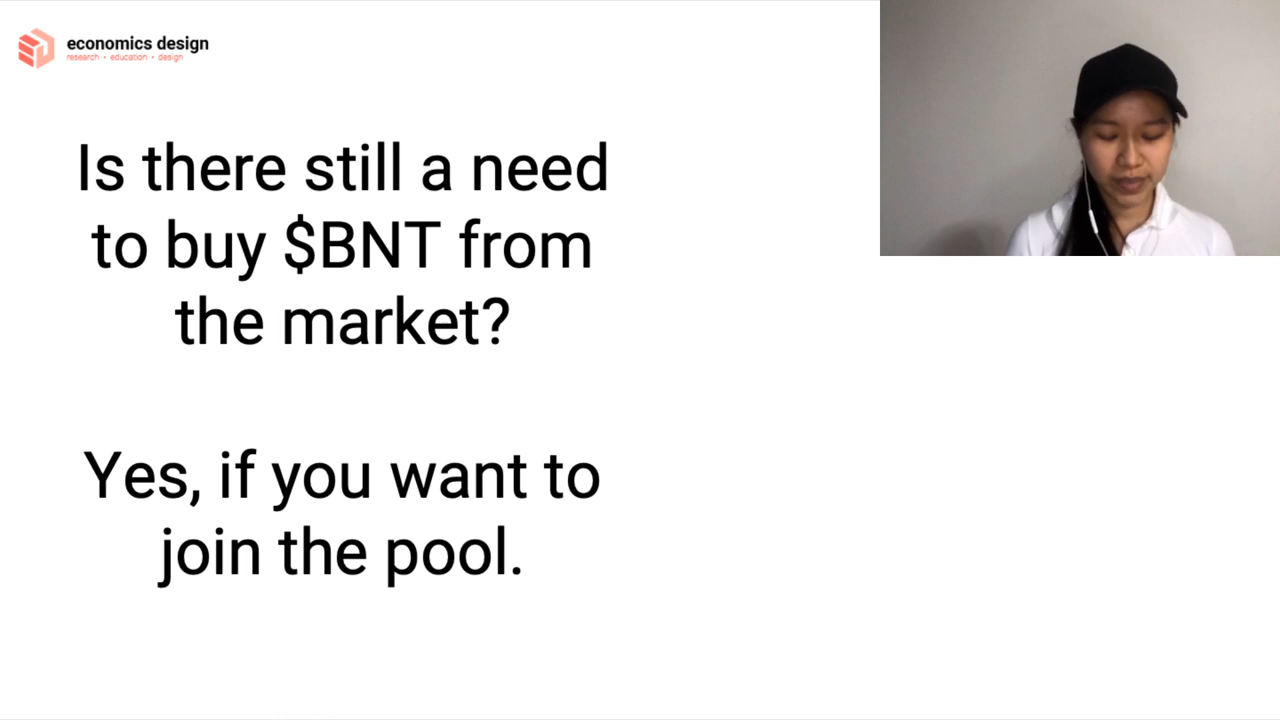 economics design
research • education • design
Is there still a need
to buy $BNT from
the market?
Yes, if you want to
join the pool.